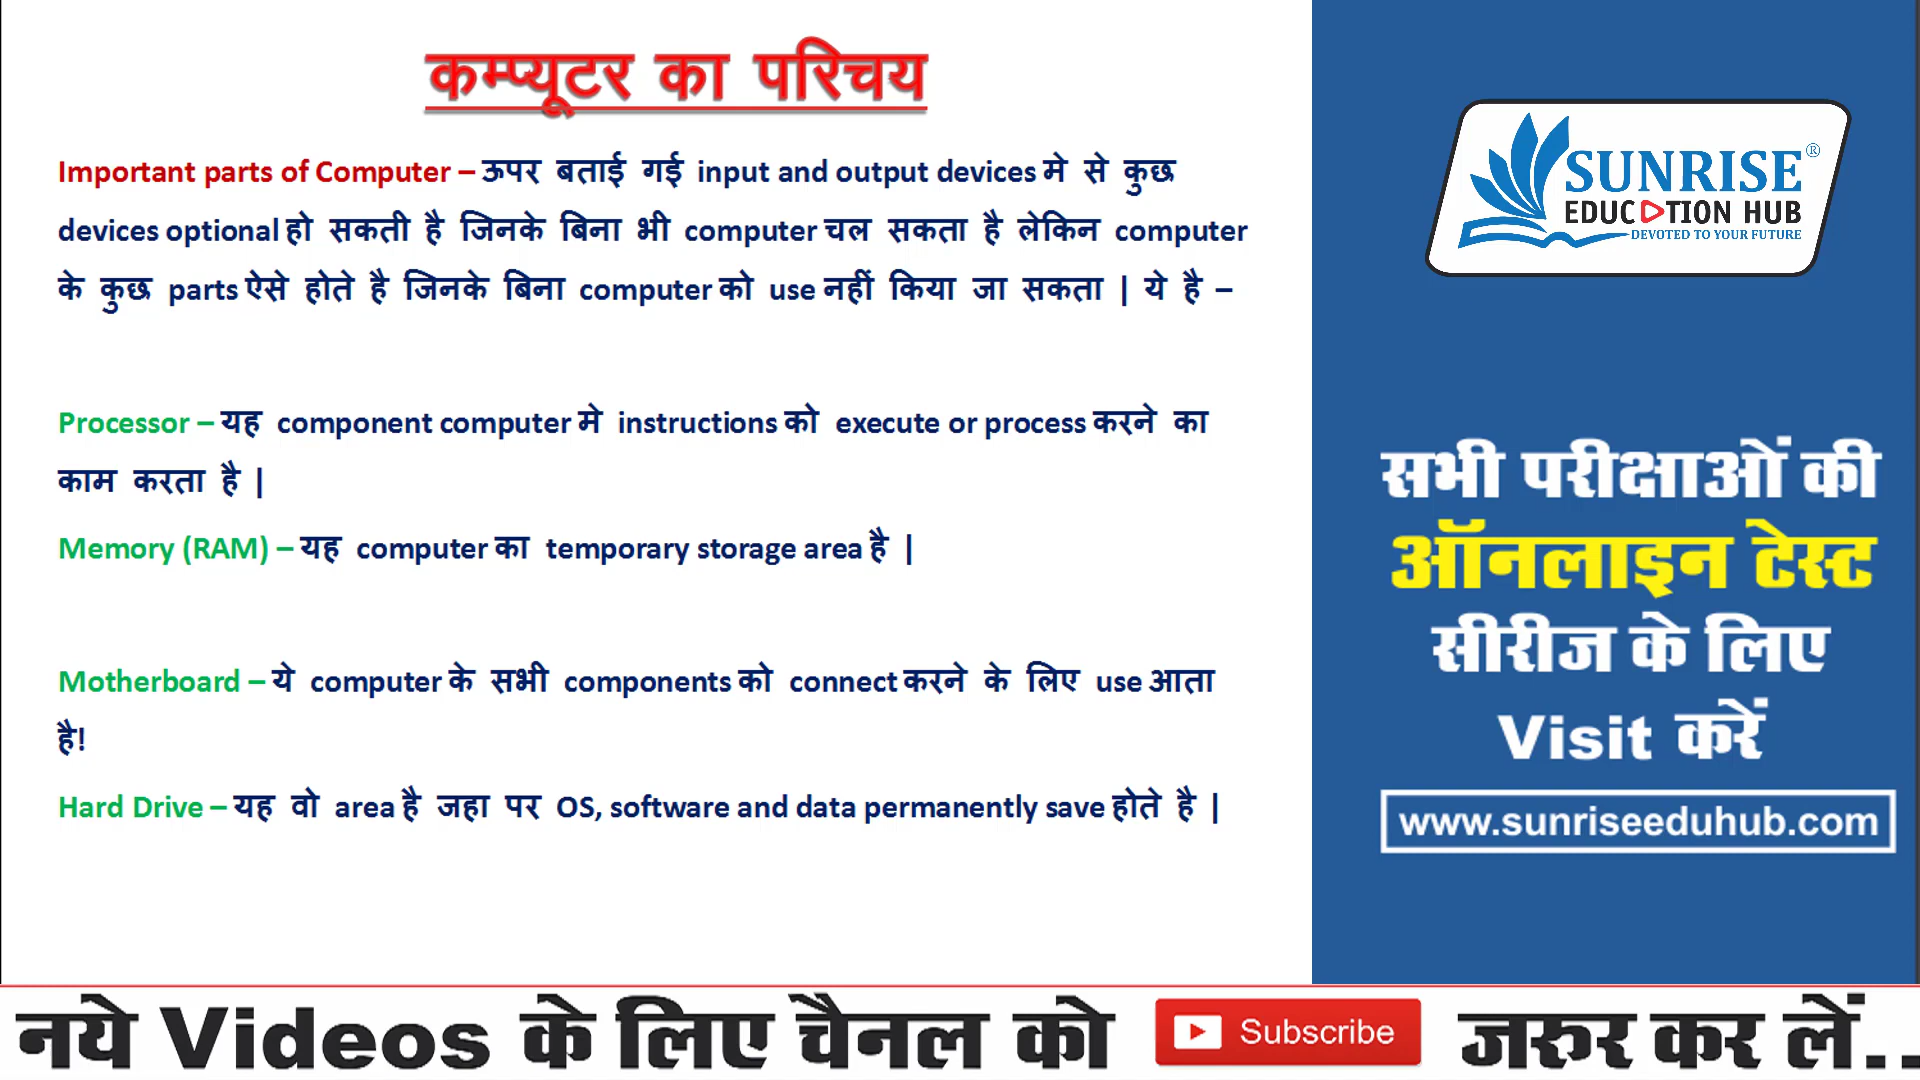 कम्प्यूटर का परिचय
Important parts of Computer – ऊपर बताई गई input and output devices मे से कुछ
devices optional हो सकती है जिनके बिना भी computer चल सकता है लेकिन computer
के कुछ parts ऐसे होते है जिनके बिना computer को use नहीं किया जा सकता | ये है –
Processor – यह component computer मे instructions को execute or process करने का
काम करता है |
Memory (RAM) – यह computer का temporary storage area है |
Motherboard – ये computer के सभी components को connect करने के लिए use आता
है!
Hard Drive – यह वो area है जहा पर OS, software and data permanently save होते है |
SUNRISE®
EDUCATION HUB
DEVOTED TO YOUR FUTURE
सभी परीक्षाओं की
ऑनलाइन टेस्ट
सीरीज के लिए
Visit करें
www.sunriseeduhub.com
नये Videos के लिए चैनल को Subscribe जरुर कर लें..